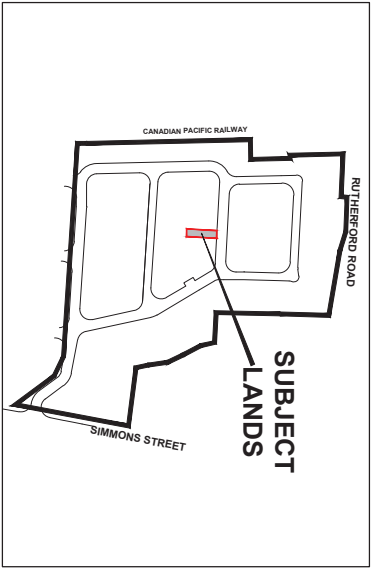 CANADIAN PACIFIC RAILWAY
RUTHERFORD ROAD
SUBJECT
LANDS
SIMMONS STREET